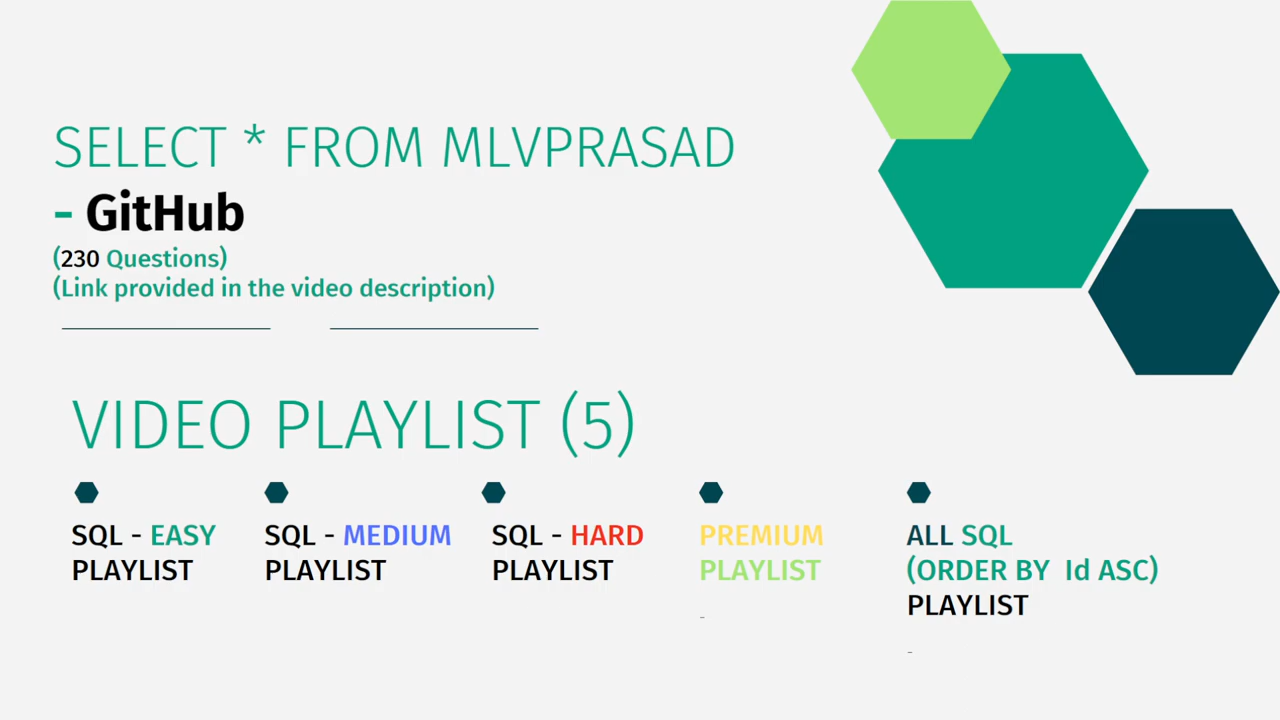 SELECT * FROM MLVPRASAD
- GitHub
(230 Questions)
(Link provided in the video description)
VIDEO PLAYLIST (5)
SQL - EASY
PLAYLIST
SQL - MEDIUM
PLAYLIST
SQL - HARD
PLAYLIST
PREMIUM
PLAYLIST
-
ALL SQL
(ORDER BY Id ASC)
PLAYLIST
-